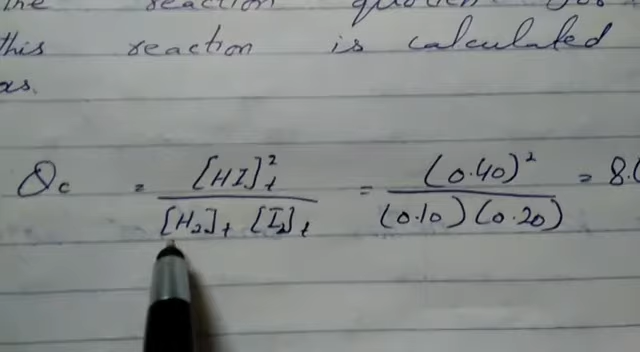 the reaction
this reaction is calculated
as.
Qc = [HI]²t / [H₂]t [I₂]t = (0.40)² / (0.10)(0.20) = 8.0